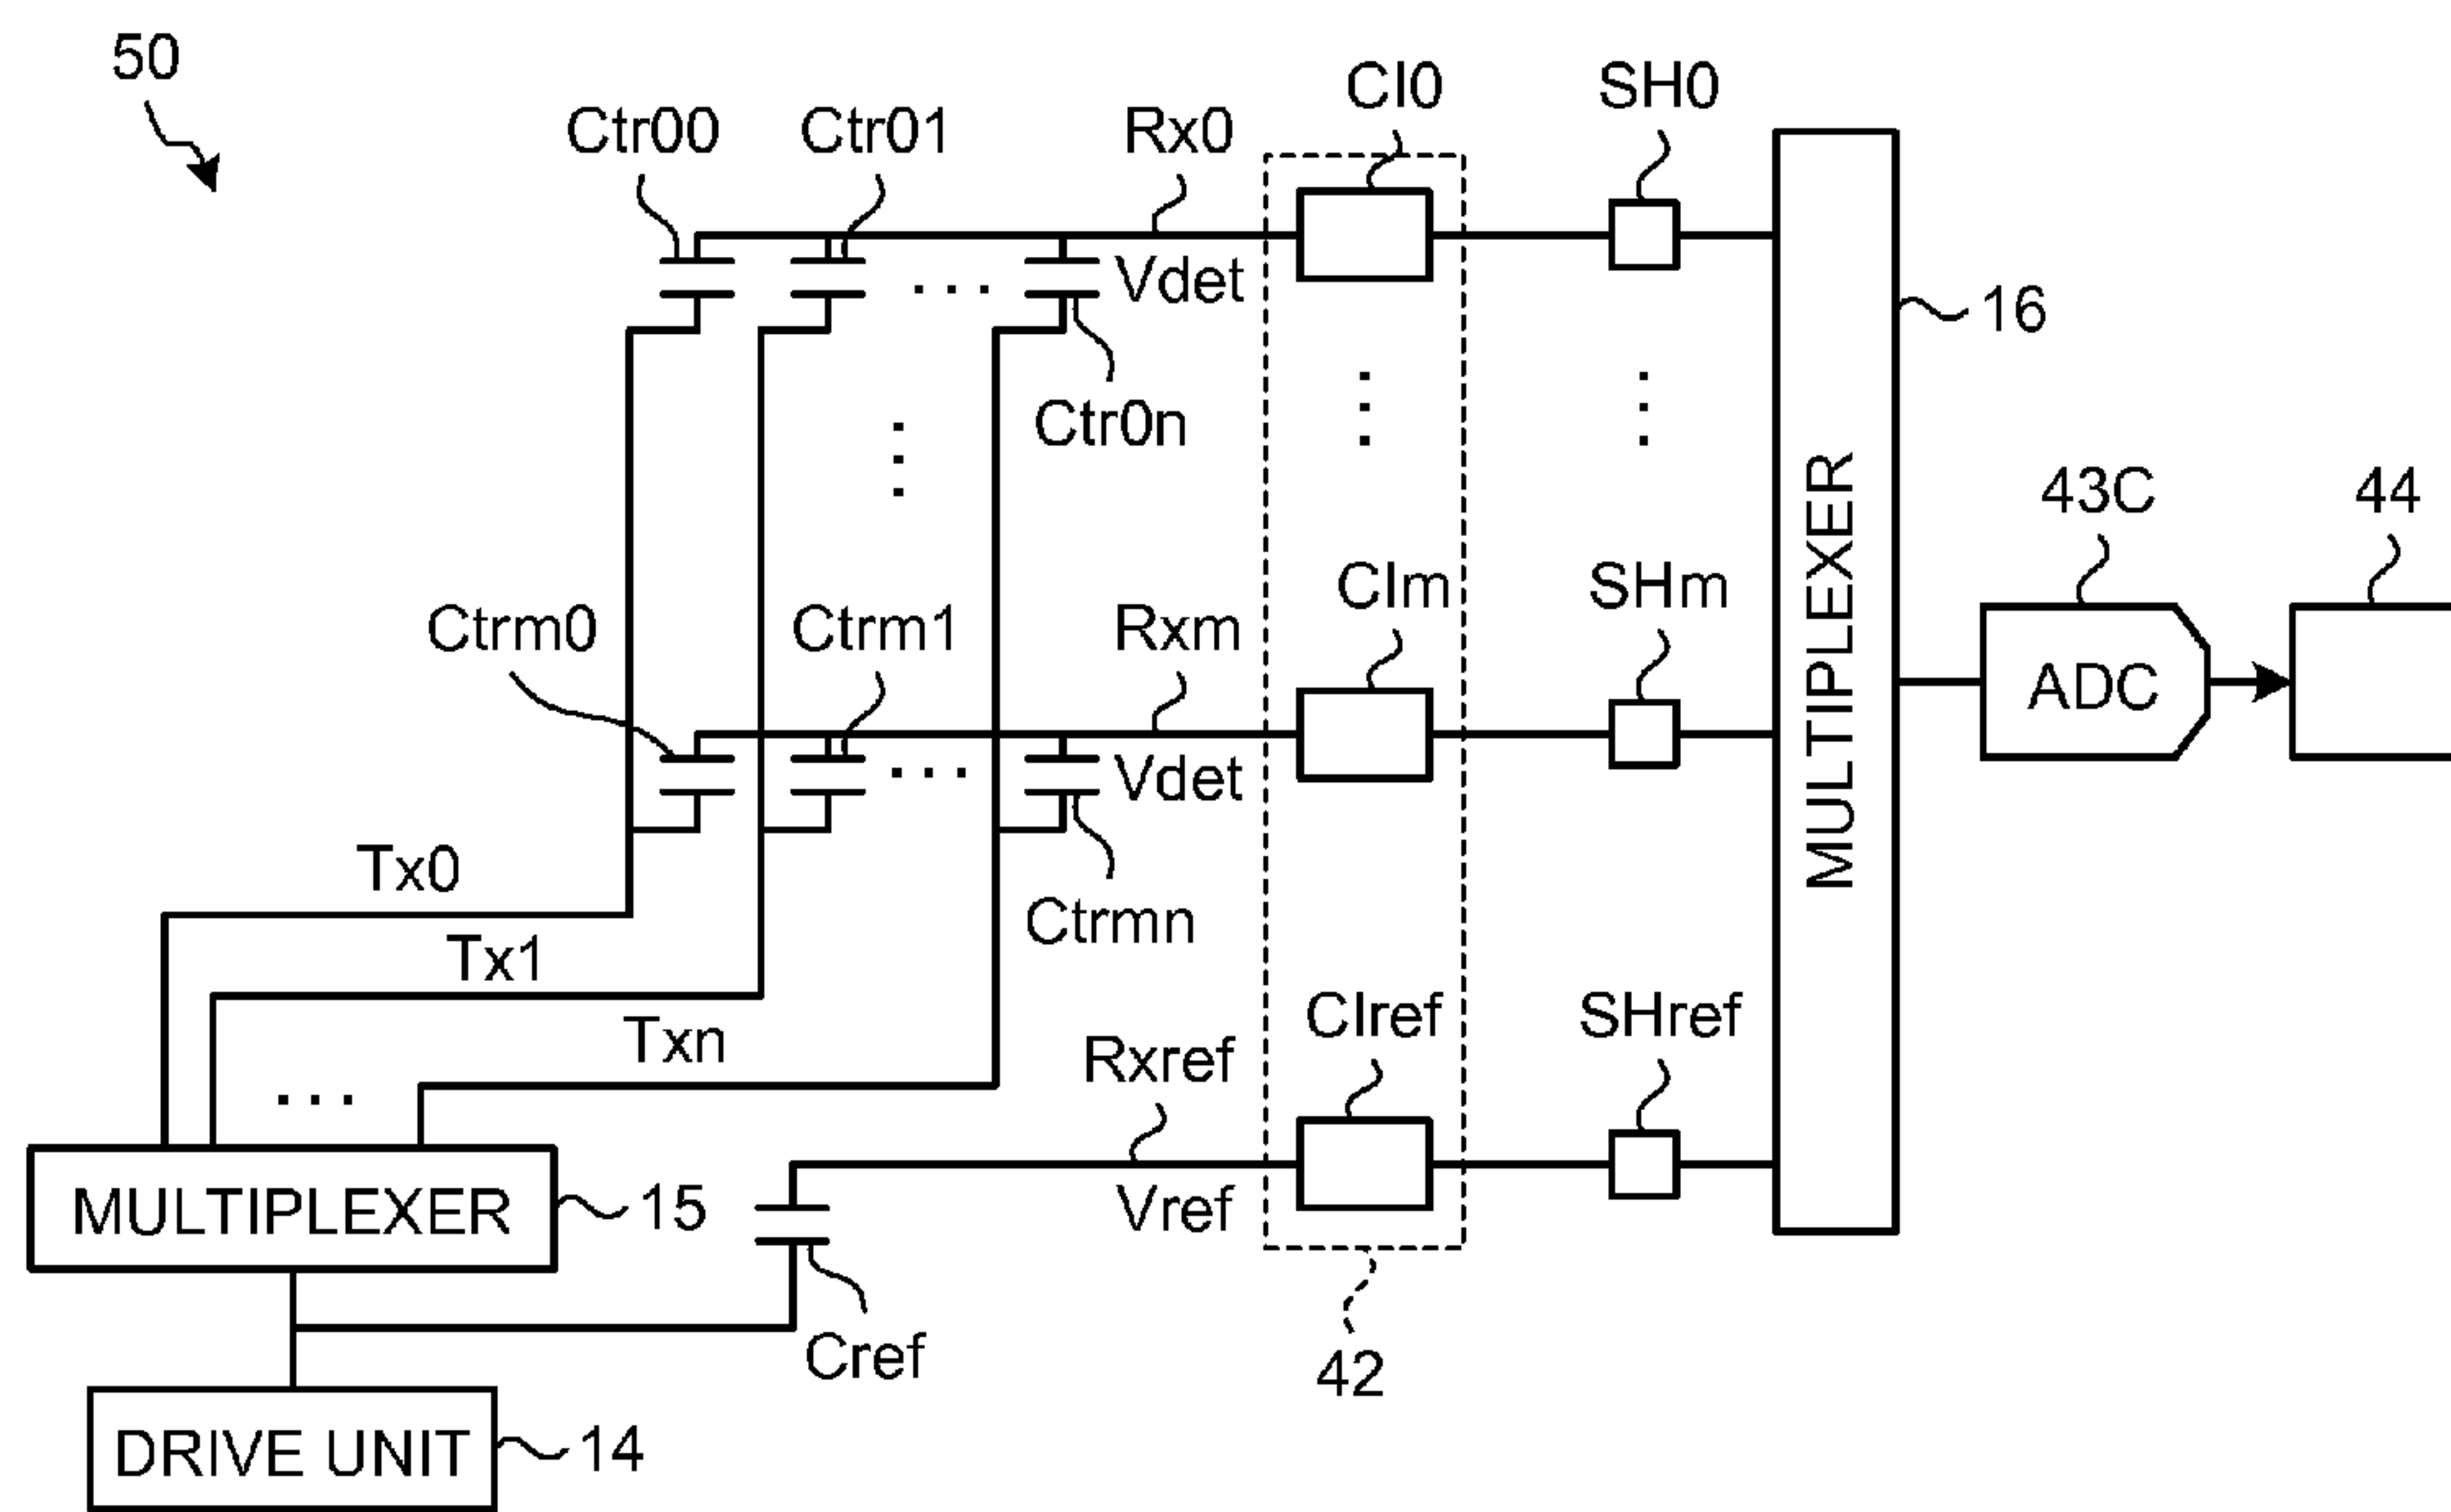 50
Ctr00
Ctr01
Rx0
CI0
SH0
Vdet
16
Ctr0n
43C
44
Ctrm0
Ctrm1
Rxm
CIm
SHm
MULTIPLEXER
ADC
Vdet
Tx0
Ctrmn
Tx1
Txn
Rxref
CIref
SHref
MULTIPLEXER
15
Vref
Cref
42
DRIVE UNIT
14